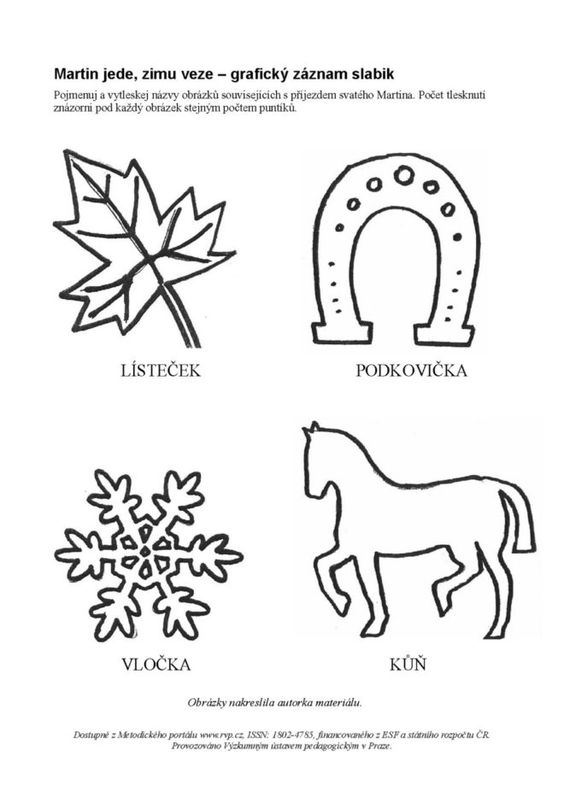 Martin jede, zimu veze – grafický záznam slabik
Pojmenuj a vytleskej názvy obrázků souvisejících s příjezdem svatého Martina. Počet tlesknutí
znázorni pod každý obrázek stejným počtem puntíků.
LÍSTEČEK
PODKOVIČKA
VLOČKA
KŮŇ
Obrázky nakreslila autorka materiálu.
Dostupné z Metodického portálu www.rvp.cz, ISSN: 1802-4785, financovaného z ESF a státního rozpočtu ČR.
Provozováno Výzkumným ústavem pedagogickým v Praze.